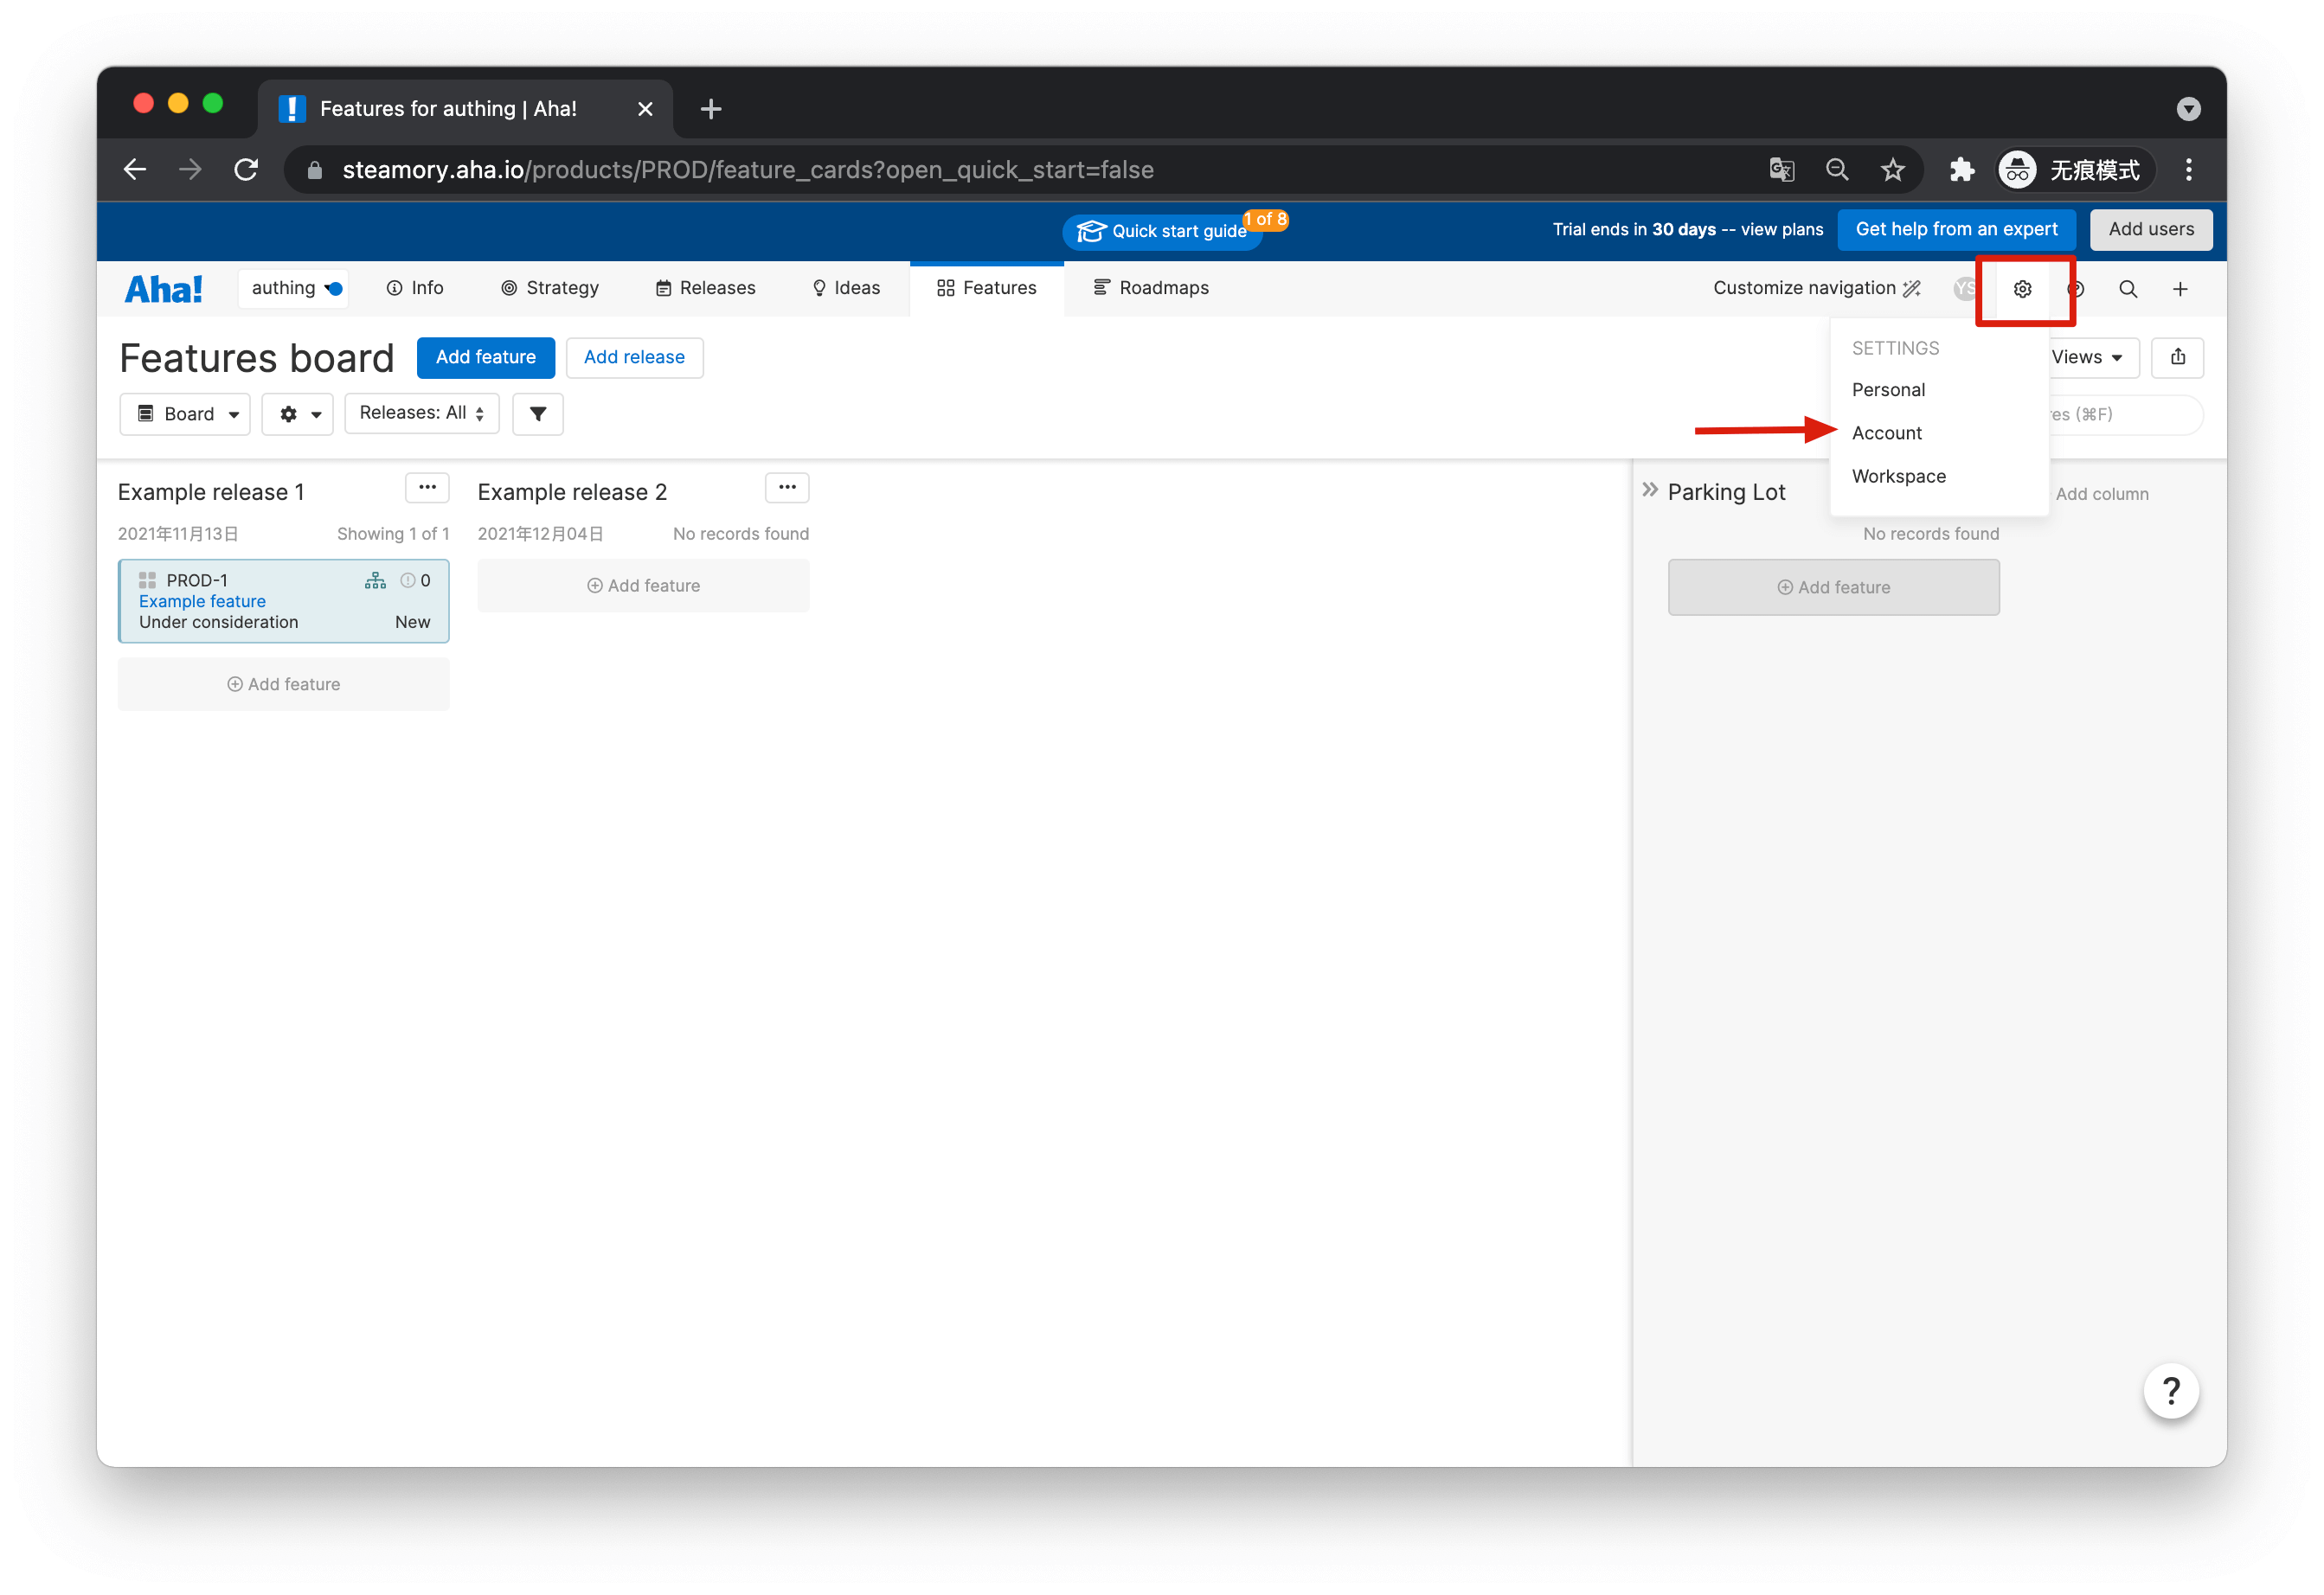 Features for authing | Aha!
steamory.aha.io/products/PROD/feature_cards?open_quick_start=false
无痕模式
Quick start guide
1 of 8
Trial ends in 30 days -- view plans
Get help from an expert
Add users
Aha!
authing
Info
Strategy
Releases
Ideas
Features
Roadmaps
Customize navigation
YS
Features board
Add feature
Add release
SETTINGS
Personal
Account
Workspace
Views
Board
Releases: All
res (⌘F)
Example release 1
Example release 2
Parking Lot
Add column
2021年11月13日
Showing 1 of 1
2021年12月04日
No records found
No records found
PROD-1
0
Example feature
Under consideration
New
Add feature
Add feature
Add feature
?